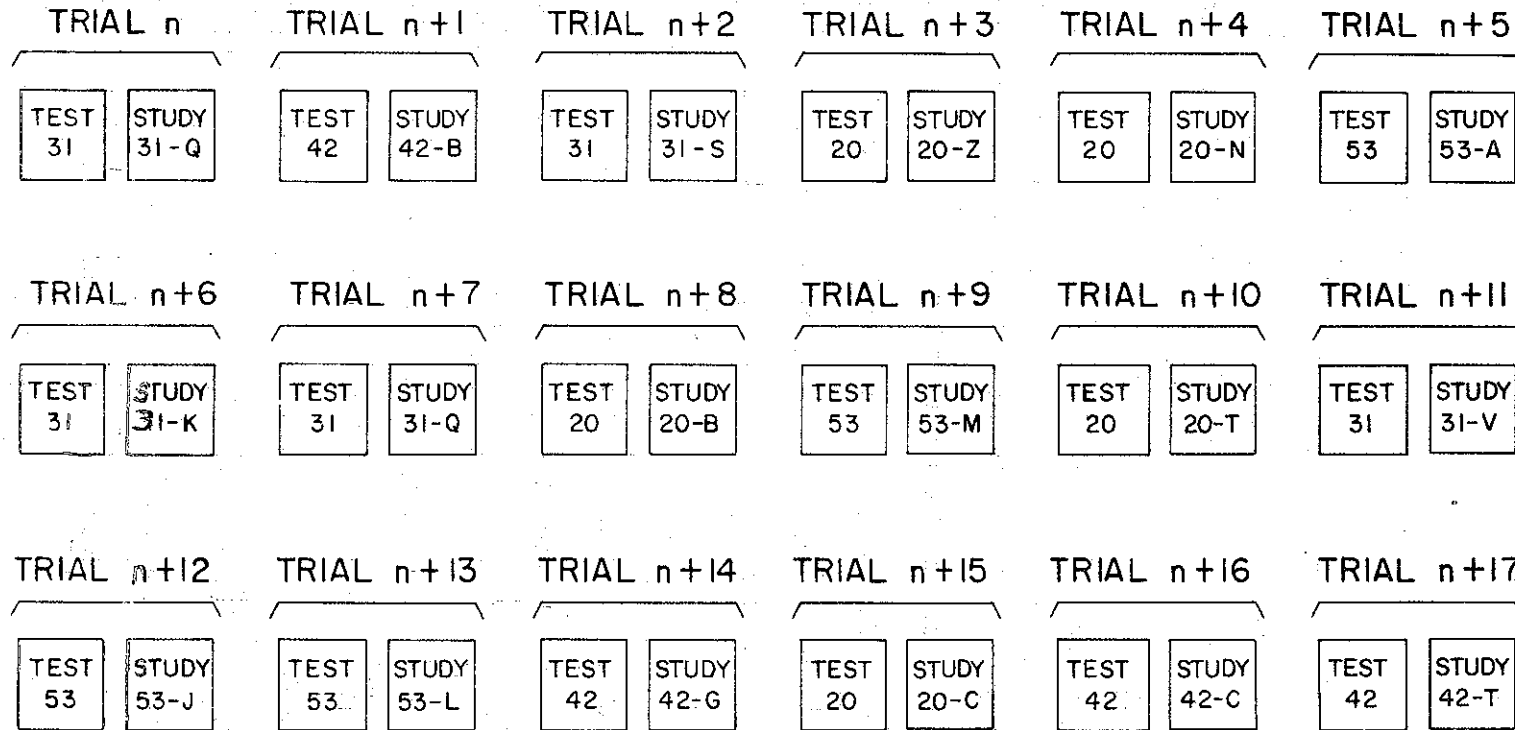 TRIAL n TRIAL n+1 TRIAL n+2 TRIAL n+3 TRIAL n+4 TRIAL n+5
TEST STUDY TEST STUDY TEST STUDY TEST STUDY TEST STUDY TEST STUDY
31 31-Q 42 42-B 31 31-S 20 20-Z 20 20-N 53 53-A
TRIAL n+6 TRIAL n+7 TRIAL n+8 TRIAL n+9 TRIAL n+10 TRIAL n+11
TEST STUDY TEST STUDY TEST STUDY TEST STUDY TEST STUDY TEST STUDY
31 31-K 31 31-Q 20 20-B 53 53-M 20 20-T 31 31-V
TRIAL n+12 TRIAL n+13 TRIAL n+14 TRIAL n+15 TRIAL n+16 TRIAL n+17
TEST STUDY TEST STUDY TEST STUDY TEST STUDY TEST STUDY TEST STUDY
53 53-J 53 53-L 42 42-G 20 20-C 42 42-C 42 42-T